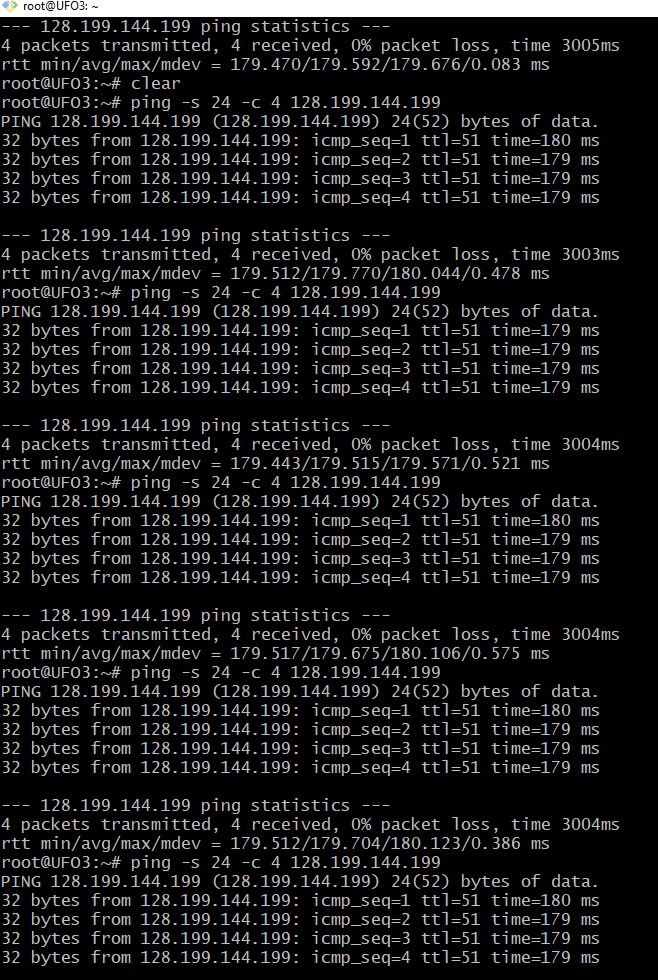 root@UFO3: ~
--- 128.199.144.199 ping statistics ---
4 packets transmitted, 4 received, 0% packet loss, time 3005ms
rtt min/avg/max/mdev = 179.470/179.592/179.676/0.083 ms
root@UFO3:~# clear
root@UFO3:~# ping -s 24 -c 4 128.199.144.199
PING 128.199.144.199 (128.199.144.199) 24(52) bytes of data.
32 bytes from 128.199.144.199: icmp_seq=1 ttl=51 time=180 ms
32 bytes from 128.199.144.199: icmp_seq=2 ttl=51 time=179 ms
32 bytes from 128.199.144.199: icmp_seq=3 ttl=51 time=179 ms
32 bytes from 128.199.144.199: icmp_seq=4 ttl=51 time=179 ms

--- 128.199.144.199 ping statistics ---
4 packets transmitted, 4 received, 0% packet loss, time 3003ms
rtt min/avg/max/mdev = 179.512/179.770/180.044/0.478 ms
root@UFO3:~# ping -s 24 -c 4 128.199.144.199
PING 128.199.144.199 (128.199.144.199) 24(52) bytes of data.
32 bytes from 128.199.144.199: icmp_seq=1 ttl=51 time=179 ms
32 bytes from 128.199.144.199: icmp_seq=2 ttl=51 time=179 ms
32 bytes from 128.199.144.199: icmp_seq=3 ttl=51 time=179 ms
32 bytes from 128.199.144.199: icmp_seq=4 ttl=51 time=179 ms

--- 128.199.144.199 ping statistics ---
4 packets transmitted, 4 received, 0% packet loss, time 3004ms
rtt min/avg/max/mdev = 179.443/179.515/179.571/0.521 ms
root@UFO3:~# ping -s 24 -c 4 128.199.144.199
PING 128.199.144.199 (128.199.144.199) 24(52) bytes of data.
32 bytes from 128.199.144.199: icmp_seq=1 ttl=51 time=180 ms
32 bytes from 128.199.144.199: icmp_seq=2 ttl=51 time=179 ms
32 bytes from 128.199.144.199: icmp_seq=3 ttl=51 time=179 ms
32 bytes from 128.199.144.199: icmp_seq=4 ttl=51 time=179 ms

--- 128.199.144.199 ping statistics ---
4 packets transmitted, 4 received, 0% packet loss, time 3004ms
rtt min/avg/max/mdev = 179.517/179.675/180.106/0.575 ms
root@UFO3:~# ping -s 24 -c 4 128.199.144.199
PING 128.199.144.199 (128.199.144.199) 24(52) bytes of data.
32 bytes from 128.199.144.199: icmp_seq=1 ttl=51 time=180 ms
32 bytes from 128.199.144.199: icmp_seq=2 ttl=51 time=179 ms
32 bytes from 128.199.144.199: icmp_seq=3 ttl=51 time=179 ms
32 bytes from 128.199.144.199: icmp_seq=4 ttl=51 time=179 ms

--- 128.199.144.199 ping statistics ---
4 packets transmitted, 4 received, 0% packet loss, time 3004ms
rtt min/avg/max/mdev = 179.512/179.704/180.123/0.386 ms
root@UFO3:~# ping -s 24 -c 4 128.199.144.199
PING 128.199.144.199 (128.199.144.199) 24(52) bytes of data.
32 bytes from 128.199.144.199: icmp_seq=1 ttl=51 time=180 ms
32 bytes from 128.199.144.199: icmp_seq=2 ttl=51 time=179 ms
32 bytes from 128.199.144.199: icmp_seq=3 ttl=51 time=179 ms
32 bytes from 128.199.144.199: icmp_seq=4 ttl=51 time=179 ms